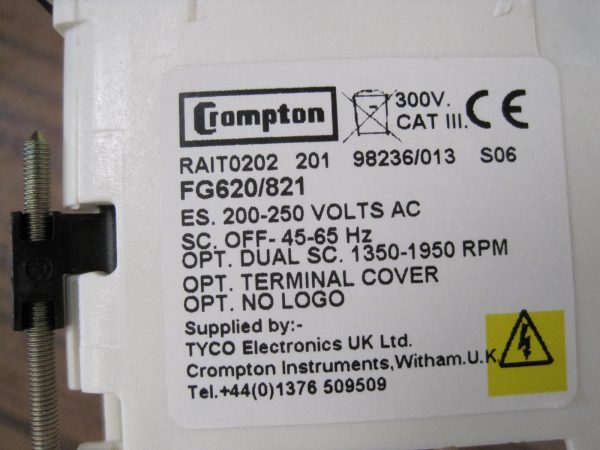 Crompton
300V.
CAT III. CE
RAIT0202 201 98236/013 S06
FG620/821
ES. 200-250 VOLTS AC
SC. OFF- 45-65 Hz
OPT. DUAL SC. 1350-1950 RPM
OPT. TERMINAL COVER
OPT. NO LOGO
Supplied by:-
TYCO Electronics UK Ltd.
Crompton Instruments,Witham.U.K.
Tel.+44(0)1376 509509